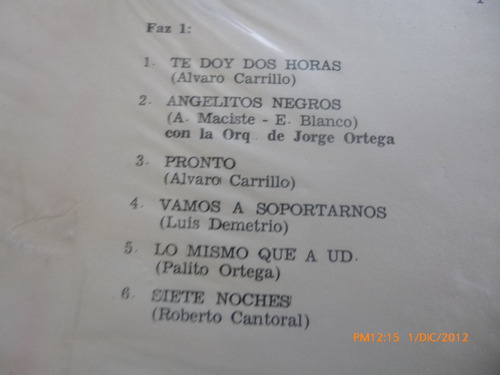 Faz 1:
1. TE DOY DOS HORAS
(Alvaro Carrillo)
2. ANGELITOS NEGROS
(A. Maciste - E. Blanco)
con la Orq. de Jorge Ortega
3. PRONTO
(Alvaro Carrillo)
4. VAMOS A SOPORTARNOS
(Luis Demetrio)
5. LO MISMO QUE A UD.
(Palito Ortega)
6. SIETE NOCHES
(Roberto Cantoral)
PM12:15 1/DIC/2012